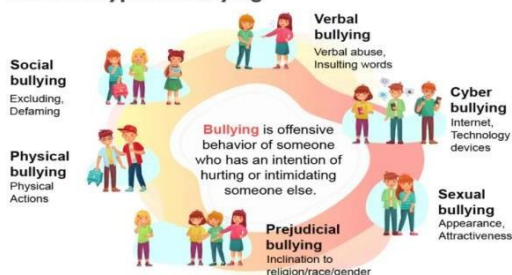 Verbal
bullying
Verbal abuse,
Insulting words
Social
bullying
Excluding,
Defaming
Cyber
bullying
Internet,
Technology
devices
Bullying is offensive
behavior of someone
who has an intention of
hurting or intimidating
someone else.
Physical
bullying
Physical
Actions
Sexual
bullying
Appearance,
Attractiveness
Prejudicial
bullying
Inclination to
religion/race/gender